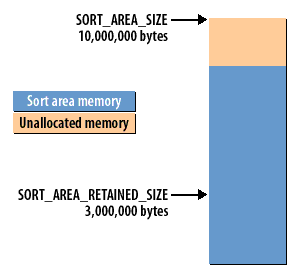 SORT_AREA_SIZE
10,000,000 bytes
Sort area memory
Unallocated memory
SORT_AREA_RETAINED_SIZE
3,000,000 bytes